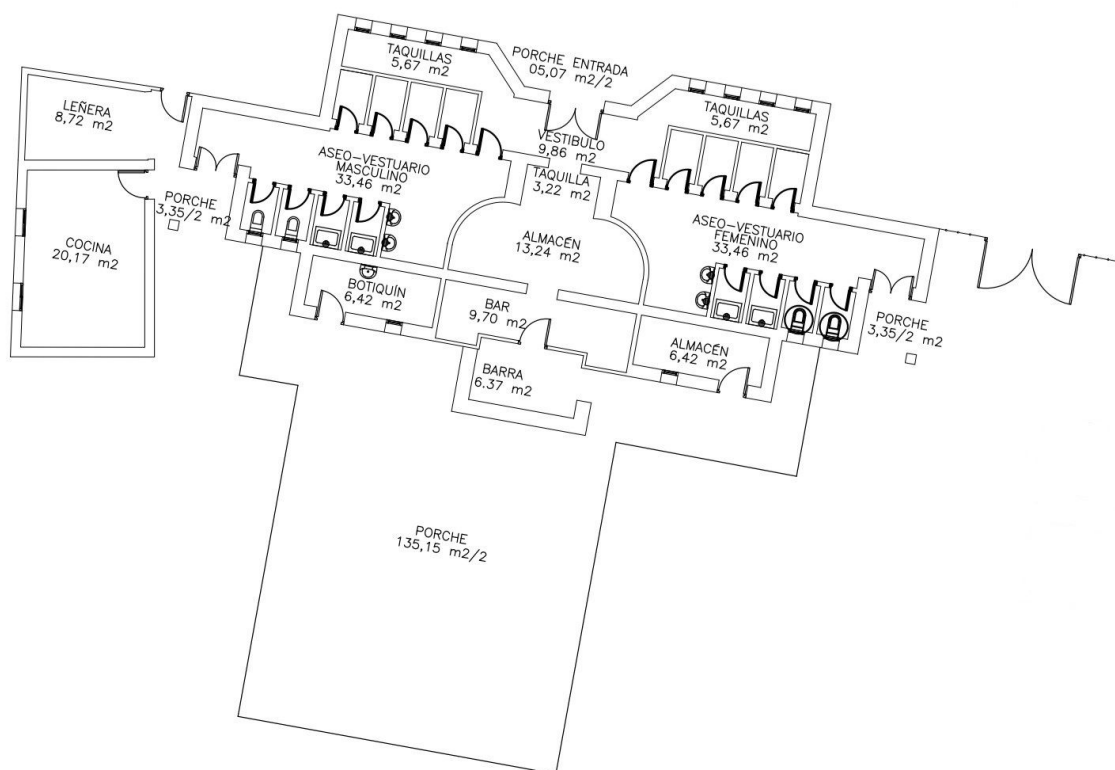 PORCHE ENTRADA
05,07 m2/2
TAQUILLAS
5,67 m2
TAQUILLAS
5,67 m2
LEÑERA
8,72 m2
VESTIBULO
9,86 m2
ASEO-VESTUARIO
MASCULINO
33,46 m2
TAQUILLA
3,22 m2
PORCHE
3,35/2 m2
ASEO-VESTUARIO
FEMENINO
33,46 m2
COCINA
20,17 m2
ALMACÉN
13,24 m2
BOTIQUÍN
6,42 m2
BAR
9,70 m2
PORCHE
3,35/2 m2
ALMACÉN
6,42 m2
BARRA
6.37 m2
PORCHE
135,15 m2/2